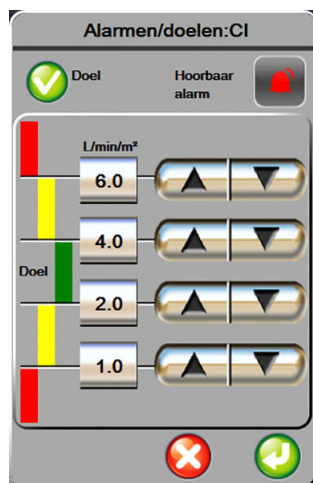 Alarmen/doelen:CI
Doel
Hoorbaar
alarm
L/min/m²
6.0
4.0
Doel
2.0
1.0